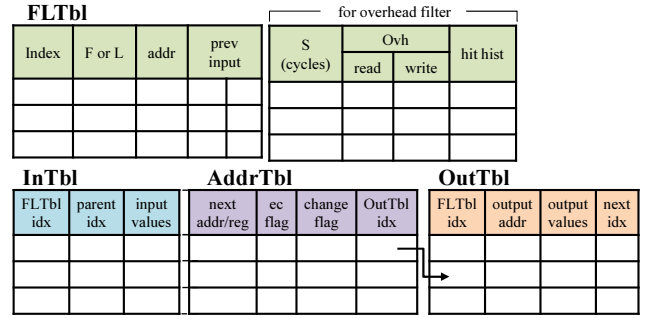 FLTbl
for overhead filter
Index F or L addr prev input
S (cycles) Ovh hit hist
read write
InTbl AddrTbl OutTbl
FLTbl idx parent idx input values next addr/reg ec flag change flag OutTbl idx FLTbl idx output addr output values next idx